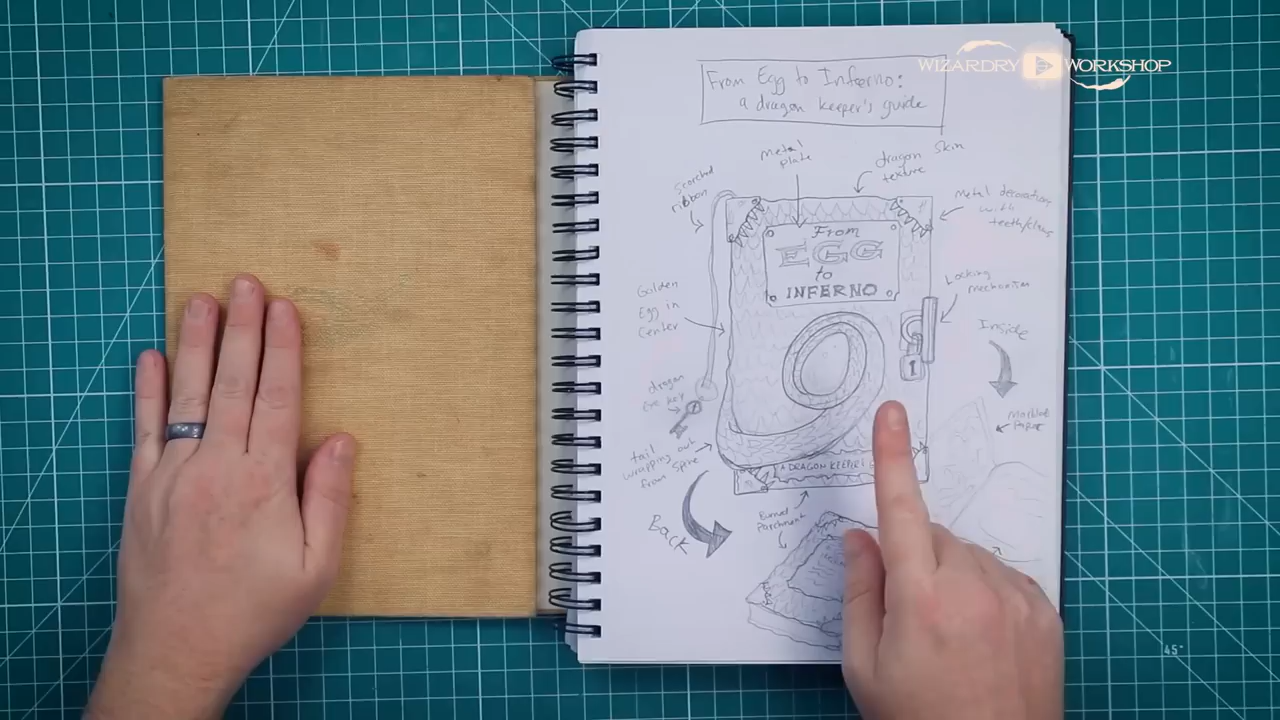 WIZARDRY WORKSHOP
From Egg to Inferno:
a dragon keeper's guide
metal
plate
dragon skin
texture
scorched
ribbon
Metal decoration
with
teeth/claws
From
EGG
to
INFERNO
Golden
Egg in
Center
Locking
mechanism
Inside
dragon
eye key
Marbled
Paper
tail
wrapping out
from spine
A DRAGON KEEPER'S
Back
Burned
parchment
45°